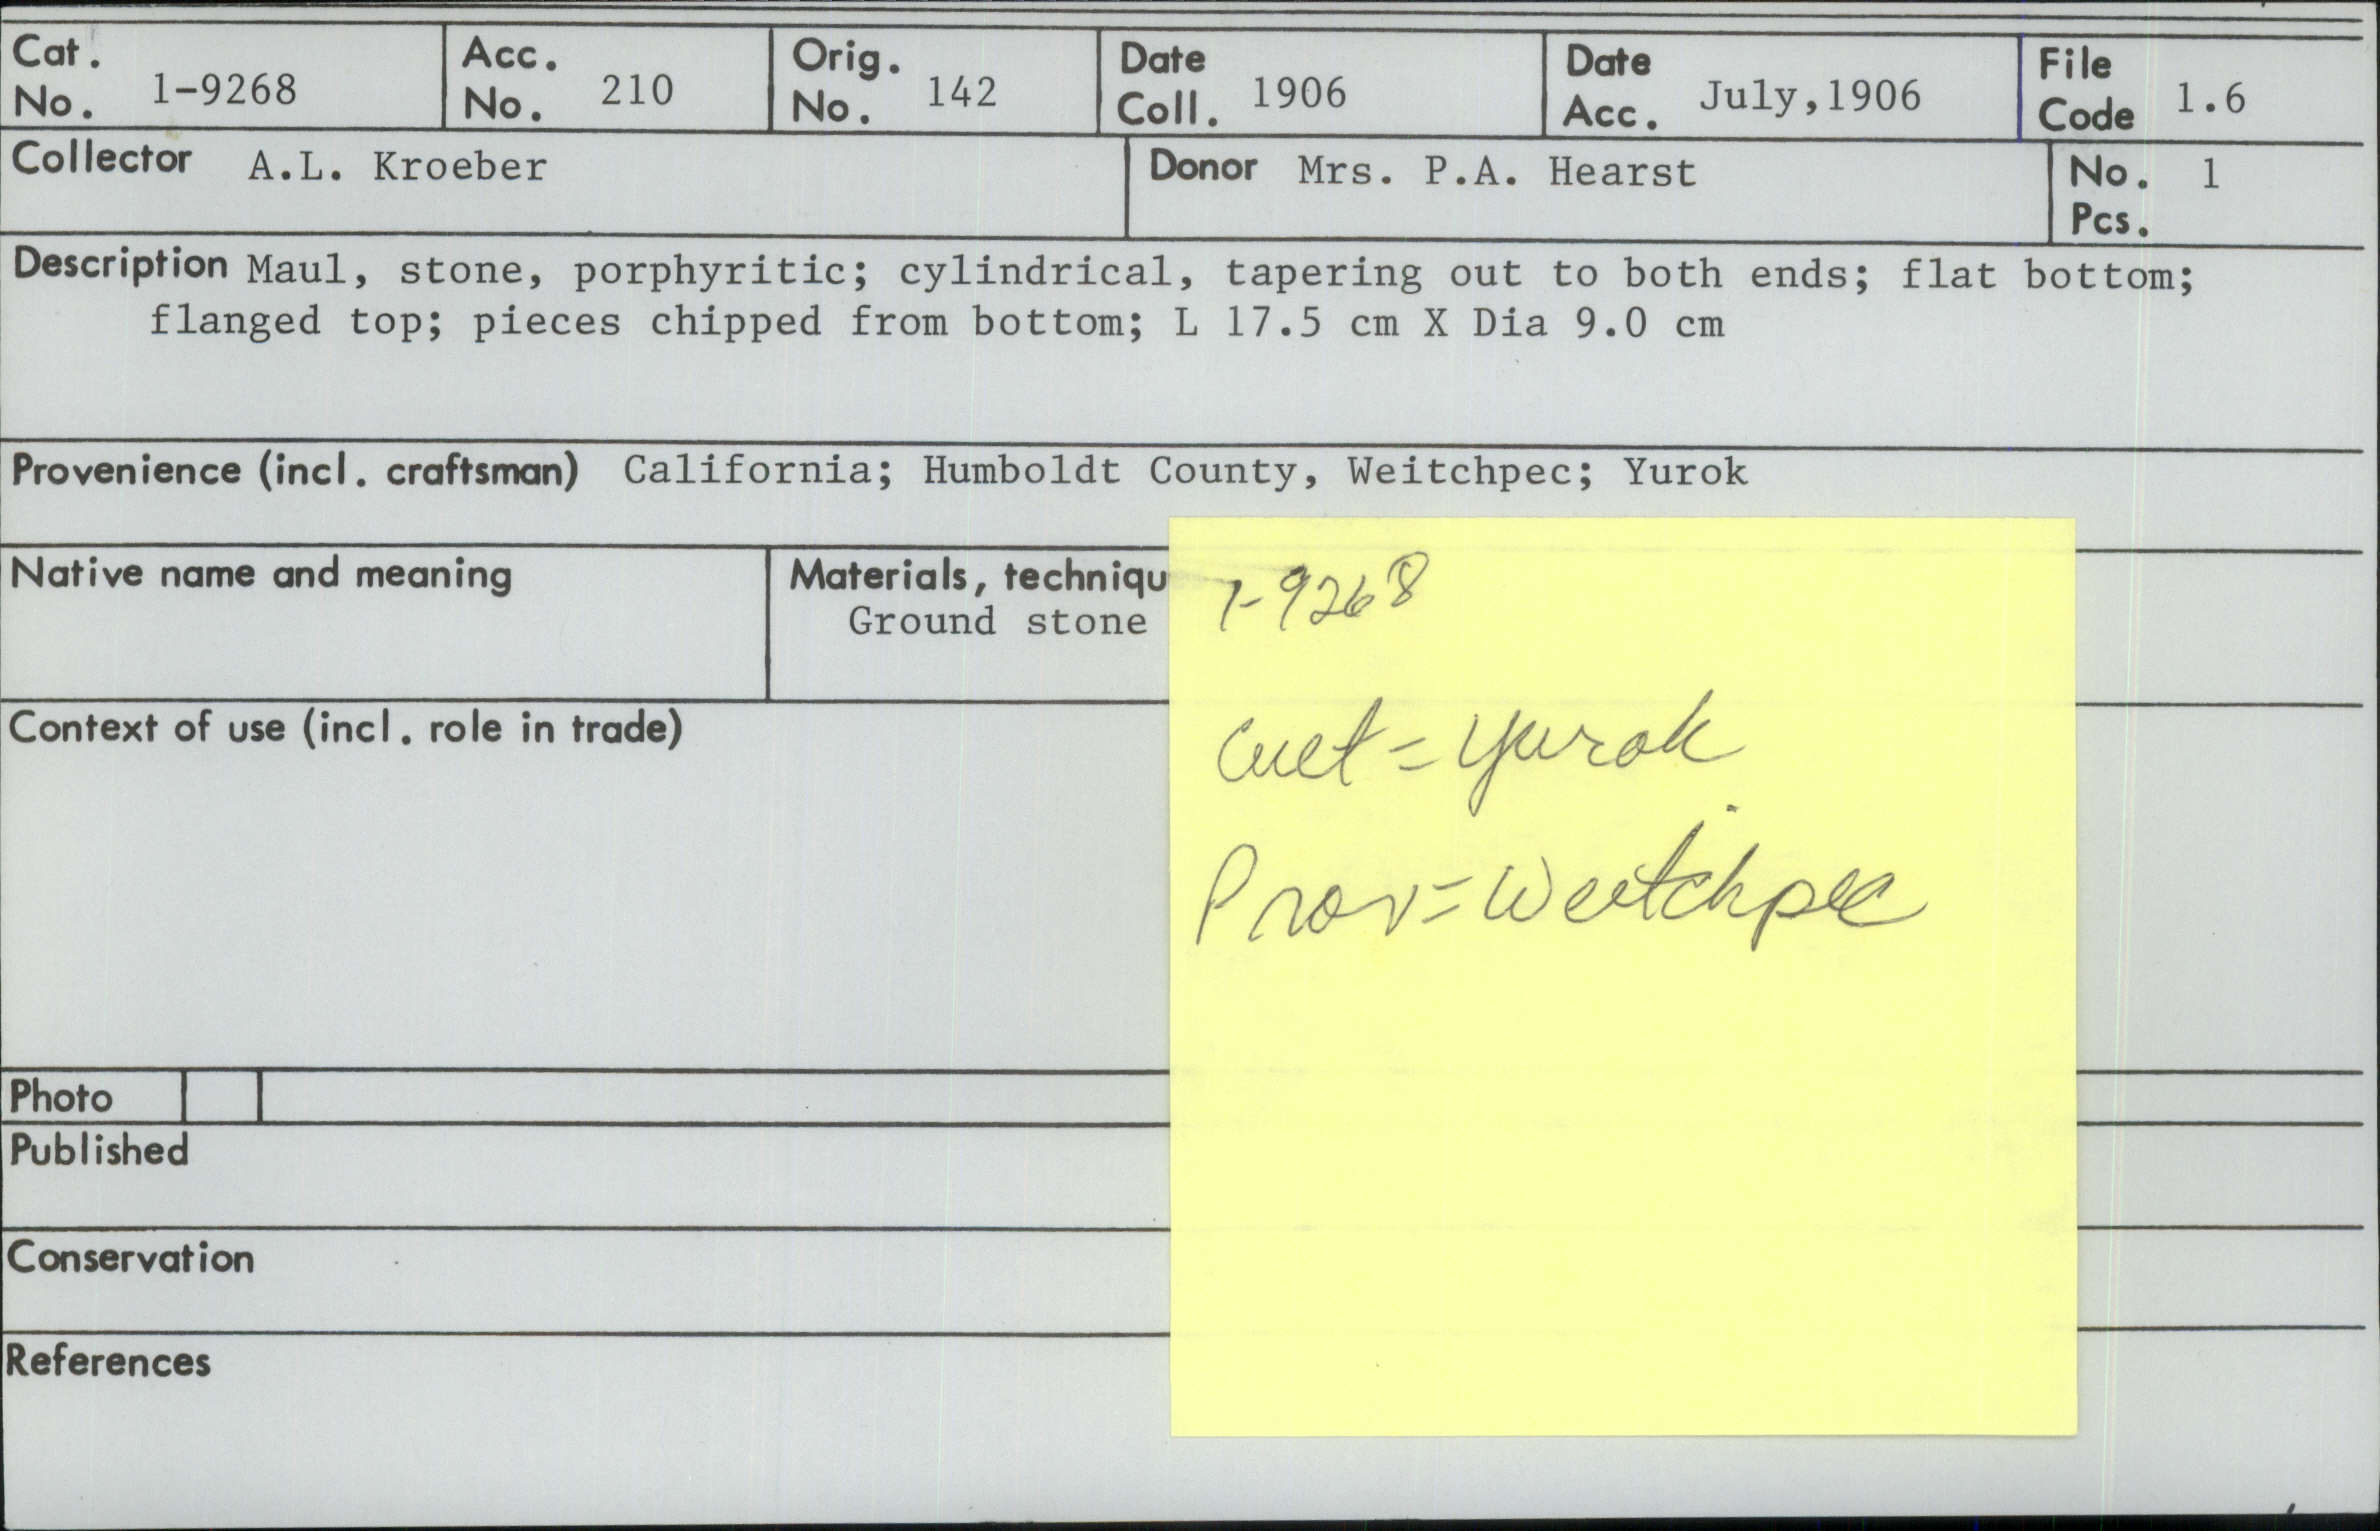 Cat. No. 1-9268
Acc. No. 210
Orig. No. 142
Date Coll. 1906
Date Acc. July,1906
File Code 1.6
Collector A.L. Kroeber
Donor Mrs. P.A. Hearst
No. Pcs. 1
Description Maul, stone, porphyritic; cylindrical, tapering out to both ends; flat bottom;
flanged top; pieces chipped from bottom; L 17.5 cm X Dia 9.0 cm
Provenience (incl. craftsman) California; Humboldt County, Weitchpec; Yurok
Native name and meaning
Materials, techniqu
Ground stone
1-9268
Cult = Yurok
Prov = Weitchpec
Context of use (incl. role in trade)
Photo
Published
Conservation
References